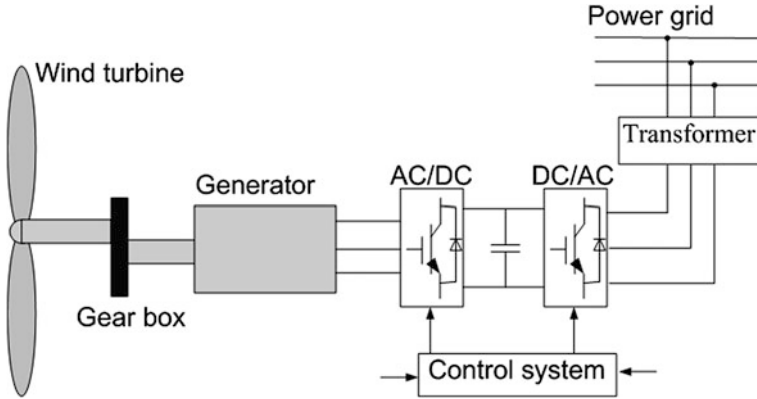 Power grid
Wind turbine
Transformer
AC/DC
DC/AC
Generator
Gear box
Control system